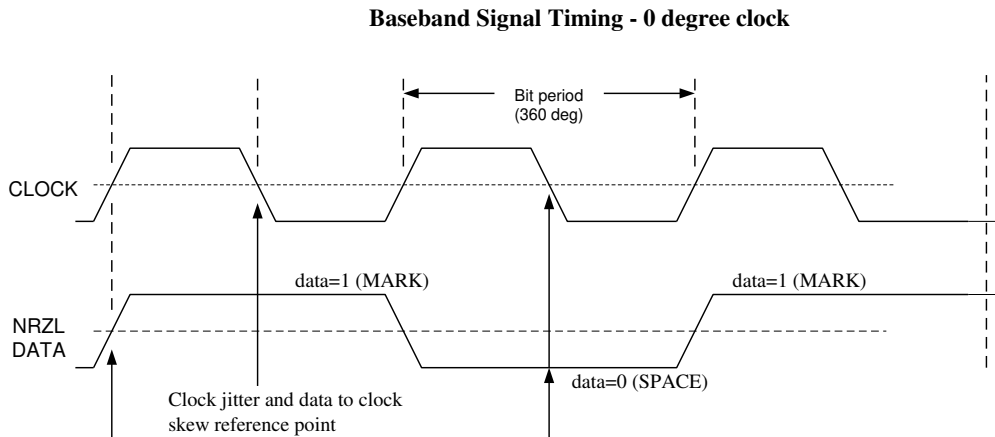 Baseband Signal Timing - 0 degree clock
Bit period
(360 deg)
CLOCK
data=1 (MARK)
data=1 (MARK)
NRZL
DATA
data=0 (SPACE)
Clock jitter and data to clock
skew reference point